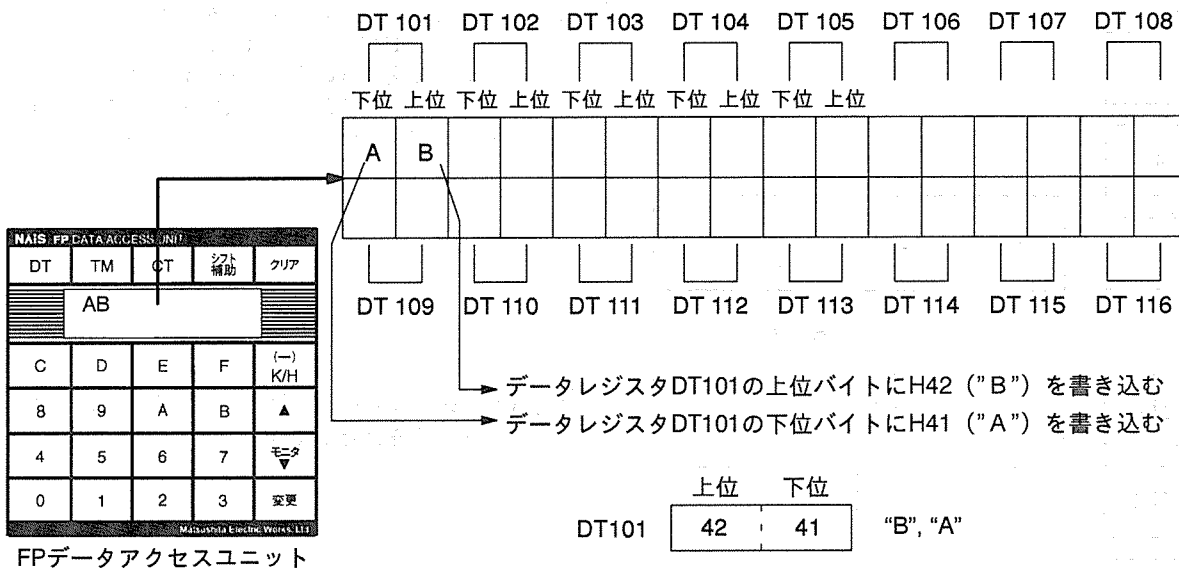 DT 101 DT 102 DT 103 DT 104 DT 105 DT 106 DT 107 DT 108
下位 上位 下位 上位 下位 上位 下位 上位 下位 上位
A B
DT 109 DT 110 DT 111 DT 112 DT 113 DT 114 DT 115 DT 116
NAIS FP DATA ACCESS UNIT
DT TM CT シフト補助 クリア
AB
C D E F (—) K/H
8 9 A B ▲
4 5 6 7 モニタ ▼
0 1 2 3 変更
Matsushita Electric Works, Ltd
FPデータアクセスユニット
データレジスタDT101の上位バイトにH42("B")を書き込む
データレジスタDT101の下位バイトにH41("A")を書き込む
上位 下位
DT101 42 41 “B”, “A”